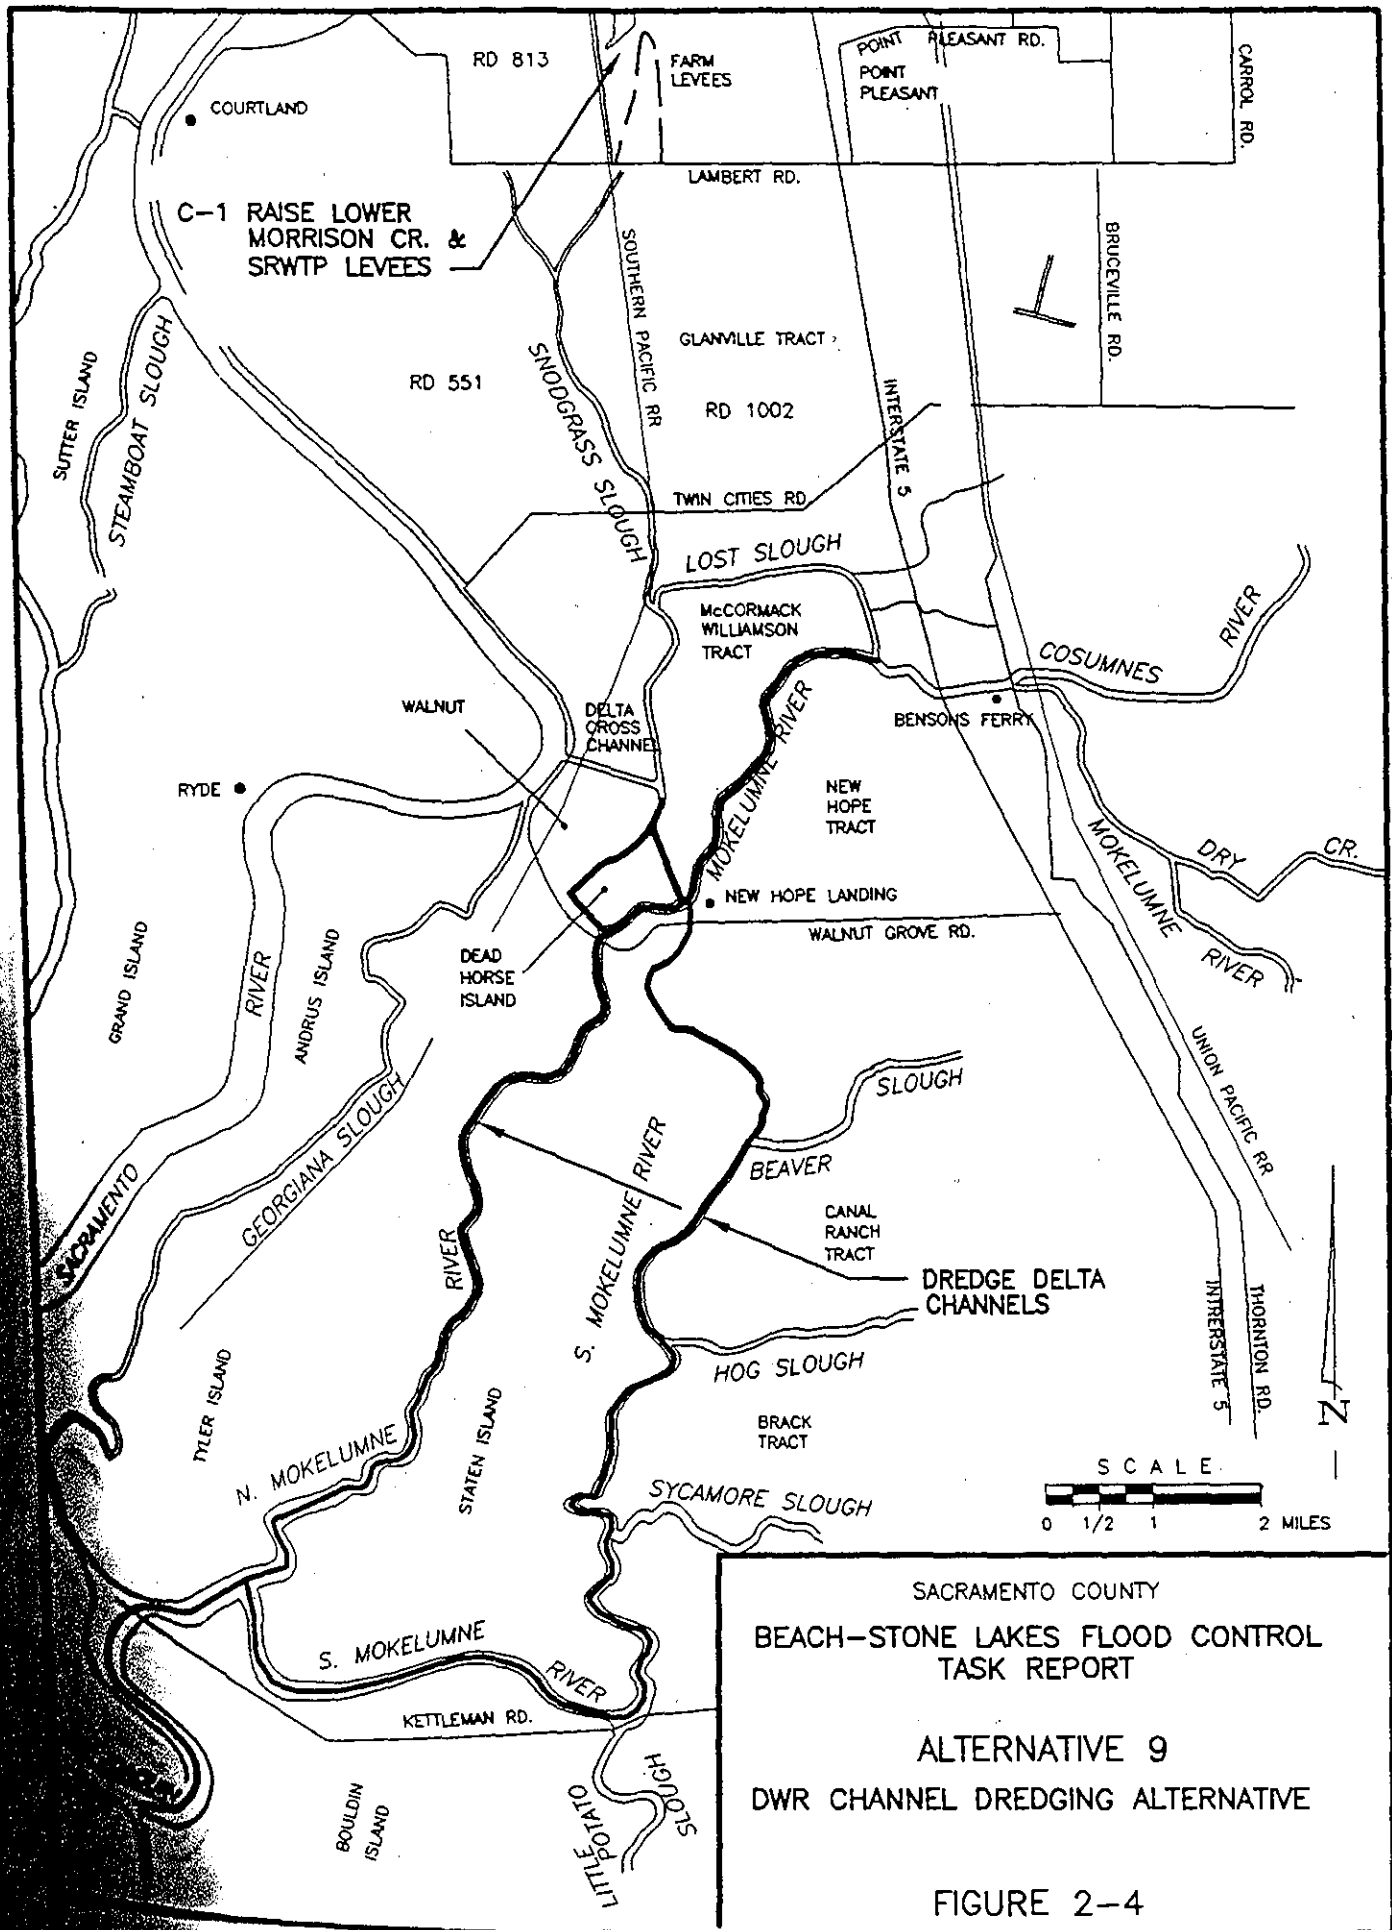 RD 813
FARM
LEVEES
POINT PLEASANT RD.
POINT
PLEASANT
CARROL RD.
COURTLAND
LAMBERT RD.
C-1 RAISE LOWER
MORRISON CR. &
SRWTP LEVEES
SOUTHERN PACIFIC RR
BRUCEVILLE RD.
GLANVILLE TRACT
SUTTER ISLAND
STEAMBOAT SLOUGH
SNODGRASS SLOUGH
RD 551
RD 1002
INTERSTATE 5
TWIN CITIES RD.
LOST SLOUGH
McCORMACK
WILLIAMSON
TRACT
COSUMNES RIVER
WALNUT
DELTA
CROSS
CHANNEL
BENSONS FERRY
RYDE
MOKELUMNE RIVER
NEW
HOPE
TRACT
MOKELUMNE RIVER
DRY CR.
NEW HOPE LANDING
WALNUT GROVE RD.
DEAD
HORSE
ISLAND
GRAND ISLAND
RIVER
ANDRUS ISLAND
UNION PACIFIC RR
SLOUGH
BEAVER
GEORGIANA SLOUGH
SACRAMENTO
S. MOKELUMNE RIVER
CANAL
RANCH
TRACT
RIVER
DREDGE DELTA
CHANNELS
INTRERSTATE 5
THORNTON RD.
HOG SLOUGH
TYLER ISLAND
STATEN ISLAND
BRACK
TRACT
N
N. MOKELUMNE
SYCAMORE SLOUGH
SCALE
0 1/2 1 2 MILES
S. MOKELUMNE
RIVER
KETTLEMAN RD.
BOULDIN
ISLAND
LITTLE
POTATO
SLOUGH
SACRAMENTO COUNTY
BEACH-STONE LAKES FLOOD CONTROL
TASK REPORT
ALTERNATIVE 9
DWR CHANNEL DREDGING ALTERNATIVE
FIGURE 2-4